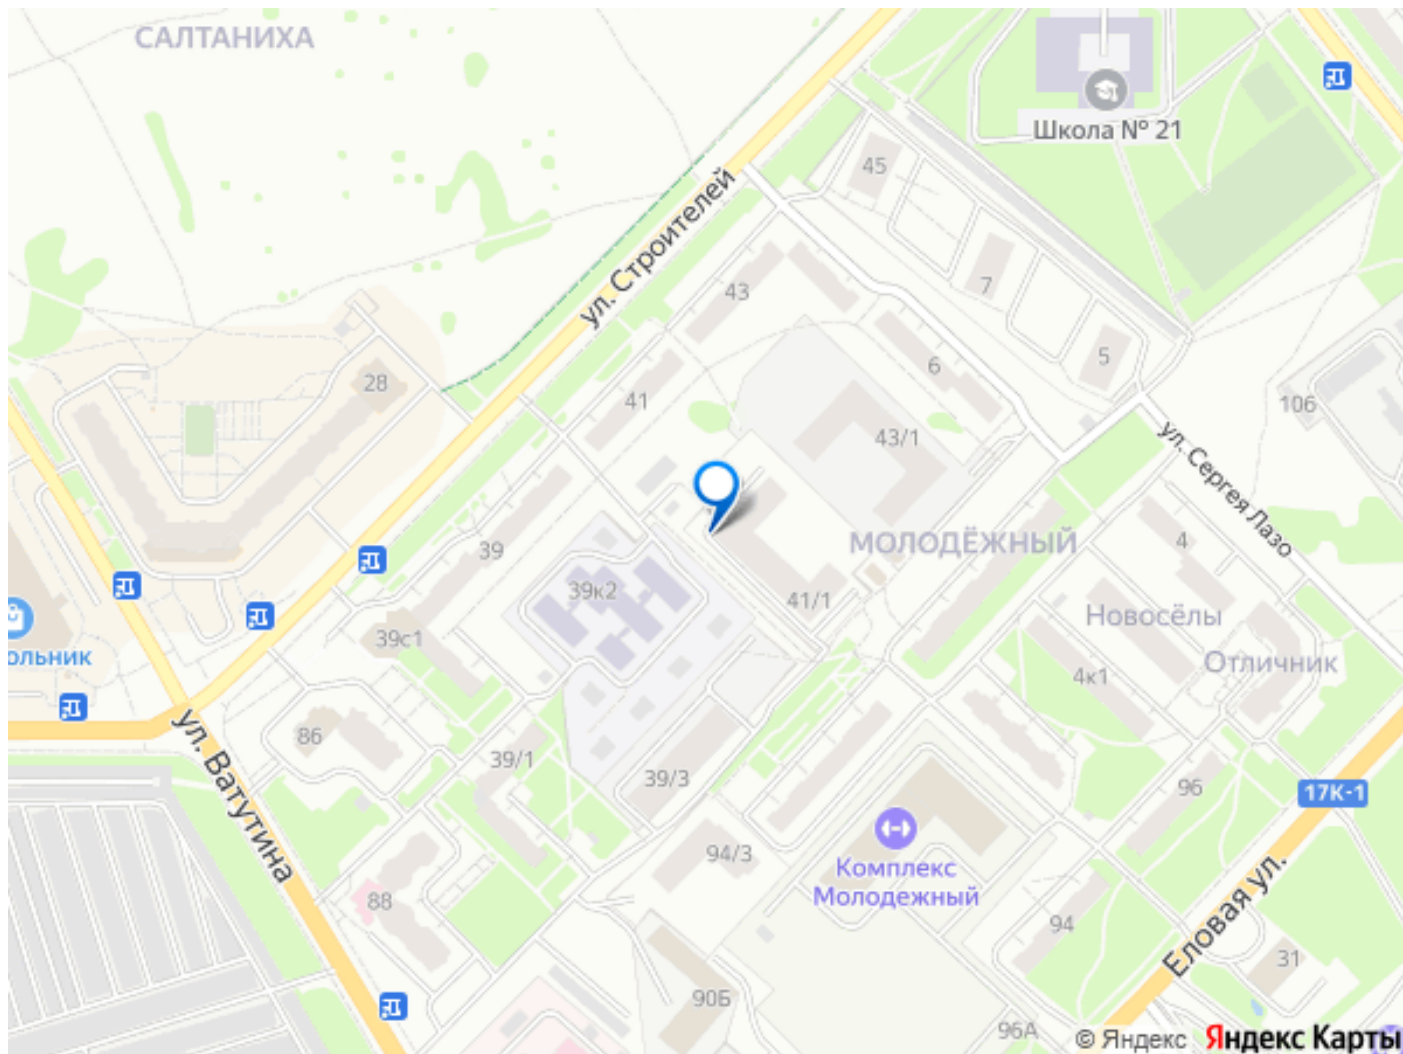 САЛТАНИХА
Школа № 21
45
ул. Строителей
7
43
5
6
28
41
106
43/1
ул. Сергея Лазо
МОЛОДЁЖНЫЙ
4
39
39к2
41/1
Новосёлы
39с1
Отличник
ольник
4к1
86
ул. Ватутина
39/1
39/3
96
17К-1
94/3
Комплекс
Молодежный
88
94
Еловая ул.
31
90Б
96А
© Яндекс
Яндекс Карты